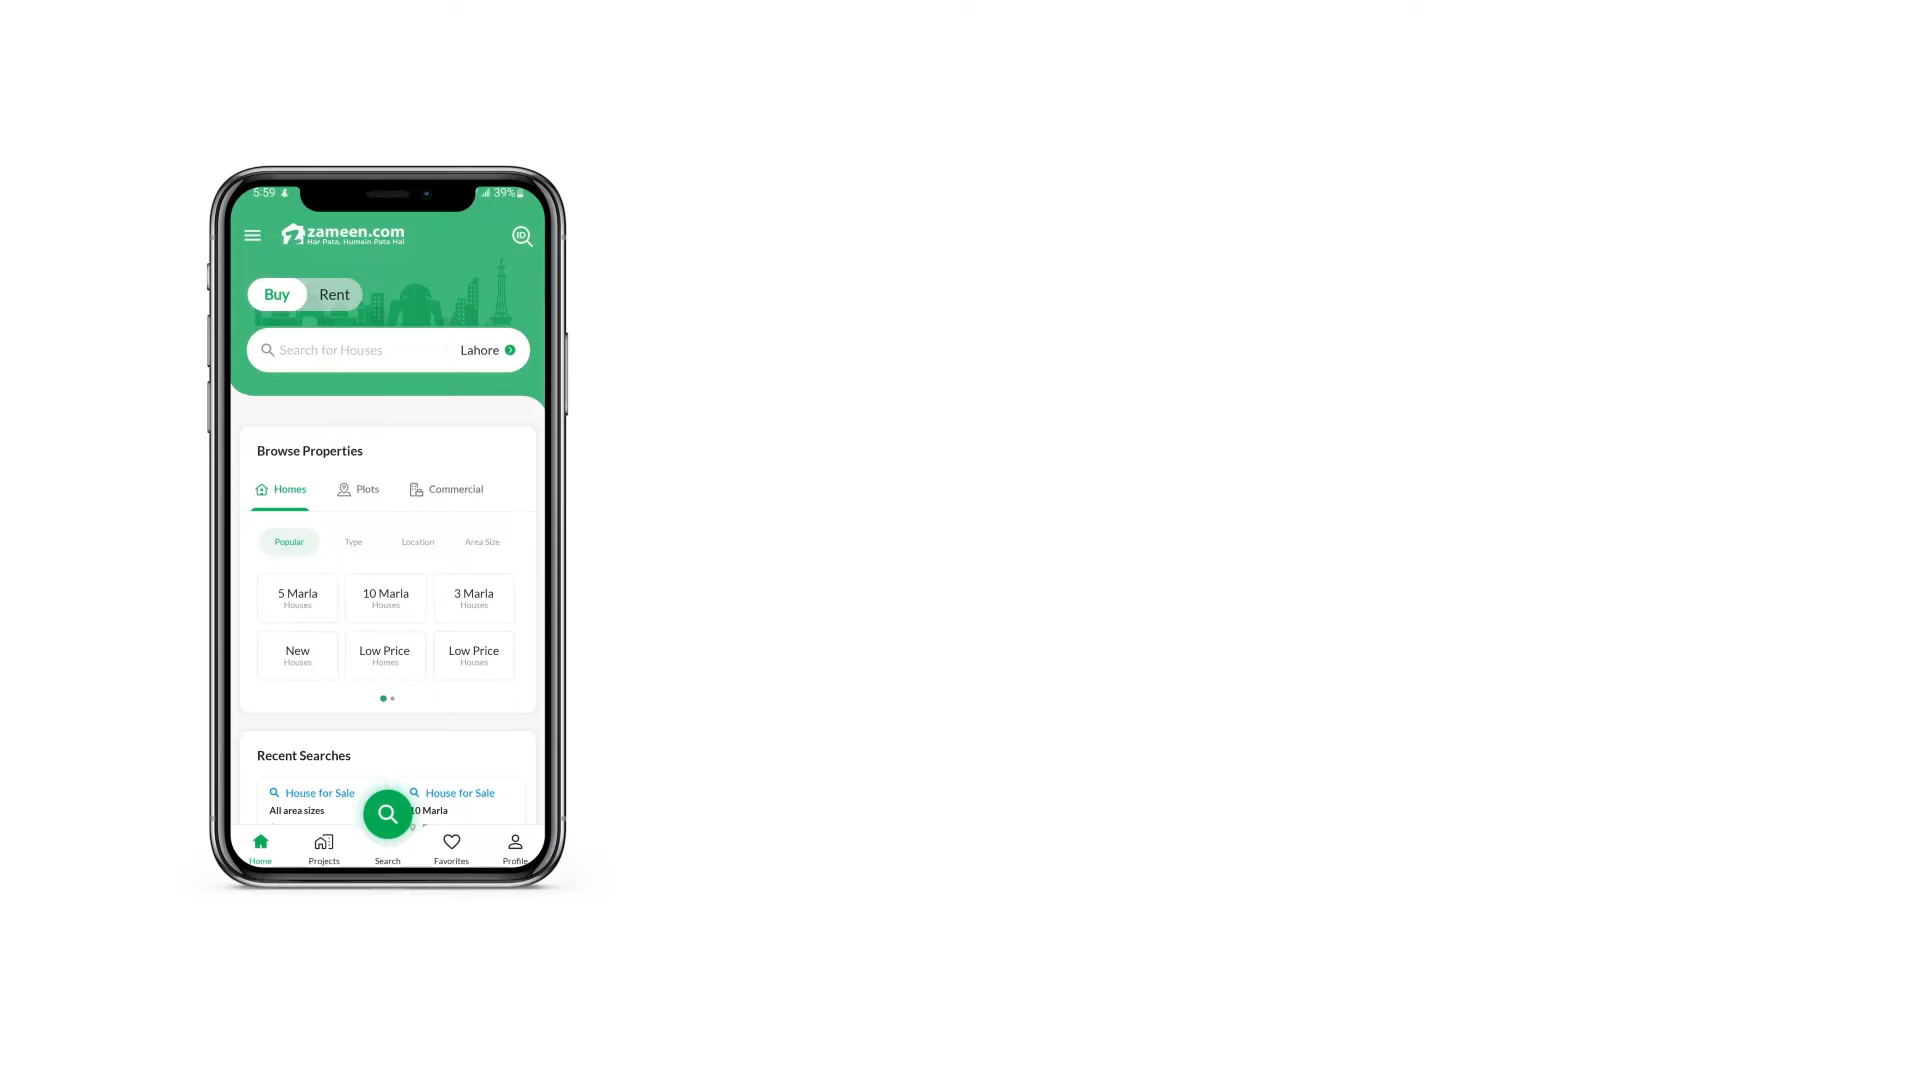 5:59 39%
zameen.com
Har Pata, Humain Pata Hai
ID
Buy Rent
Search for Houses Lahore
Browse Properties
Homes Plots Commercial
Popular Type Location Area Size
5 Marla 10 Marla 3 Marla
Houses Houses Houses
New Low Price Low Price
Houses Homes Houses
Recent Searches
House for Sale House for Sale
All area sizes 10 Marla
Home Projects Search Favorites Profile